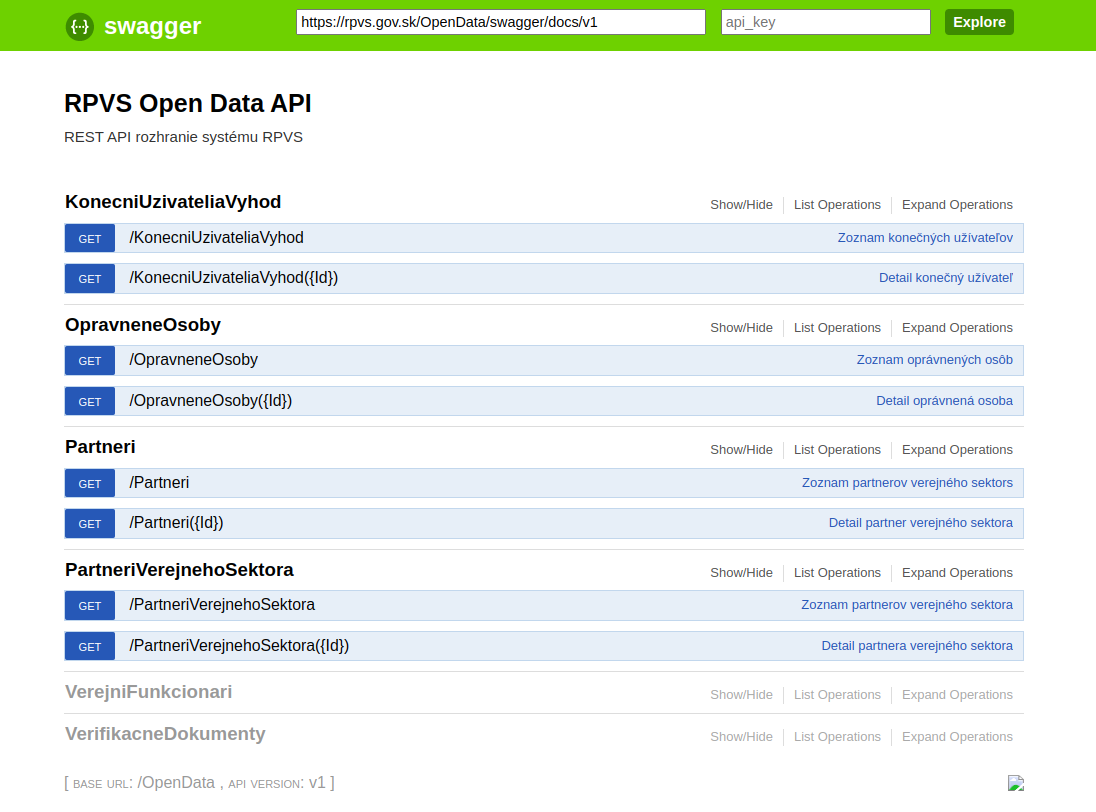 {··} swagger https://rpvs.gov.sk/OpenData/swagger/docs/v1 api_key Explore
RPVS Open Data API
REST API rozhranie systému RPVS
KonecniUzivateliaVyhod Show/Hide List Operations Expand Operations
GET /KonecniUzivateliaVyhod Zoznam konečných užívateľov
GET /KonecniUzivateliaVyhod({Id}) Detail konečný užívateľ
OpravneneOsoby Show/Hide List Operations Expand Operations
GET /OpravneneOsoby Zoznam oprávnených osôb
GET /OpravneneOsoby({Id}) Detail oprávnená osoba
Partneri Show/Hide List Operations Expand Operations
GET /Partneri Zoznam partnerov verejného sektors
GET /Partneri({Id}) Detail partner verejného sektora
PartneriVerejnehoSektora Show/Hide List Operations Expand Operations
GET /PartneriVerejnehoSektora Zoznam partnerov verejného sektora
GET /PartneriVerejnehoSektora({Id}) Detail partnera verejného sektora
VerejniFunkcionari Show/Hide List Operations Expand Operations
VerifikacneDokumenty Show/Hide List Operations Expand Operations
[ BASE URL: /OpenData , API VERSION: v1 ]